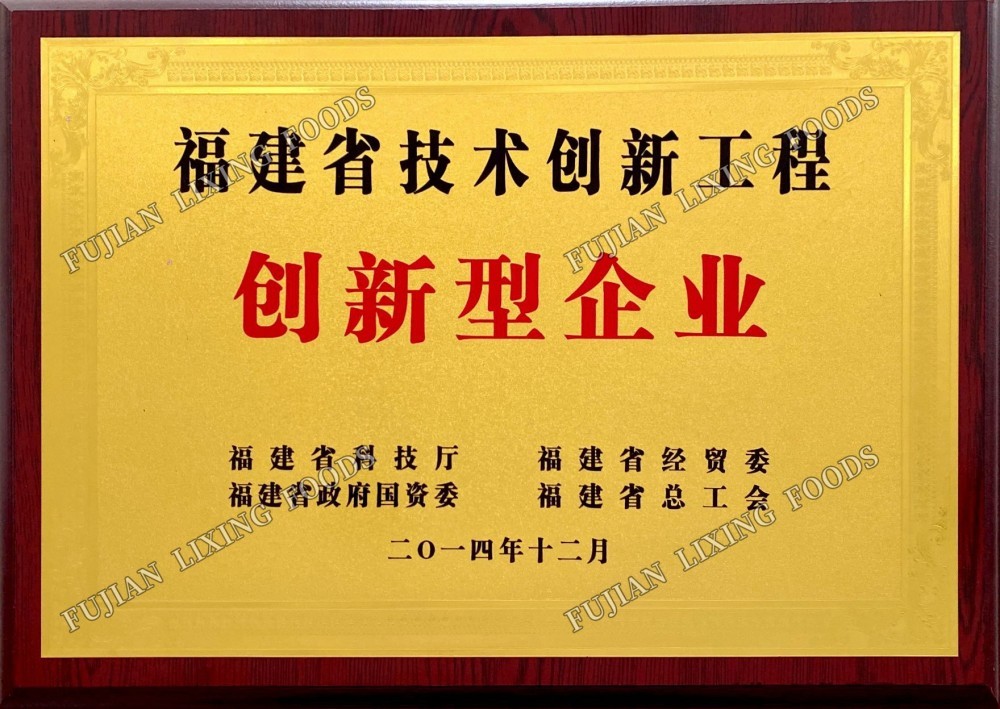 福建省技术创新工程
创新型企业
福建省科技厅 福建省经贸委
福建省政府国资委 福建省总工会
二〇一四年十二月
FUJIAN LIXING FOODS
FUJIAN LIXING FOODS
FUJIAN LIXING FOODS
FUJIAN LIXING FOODS